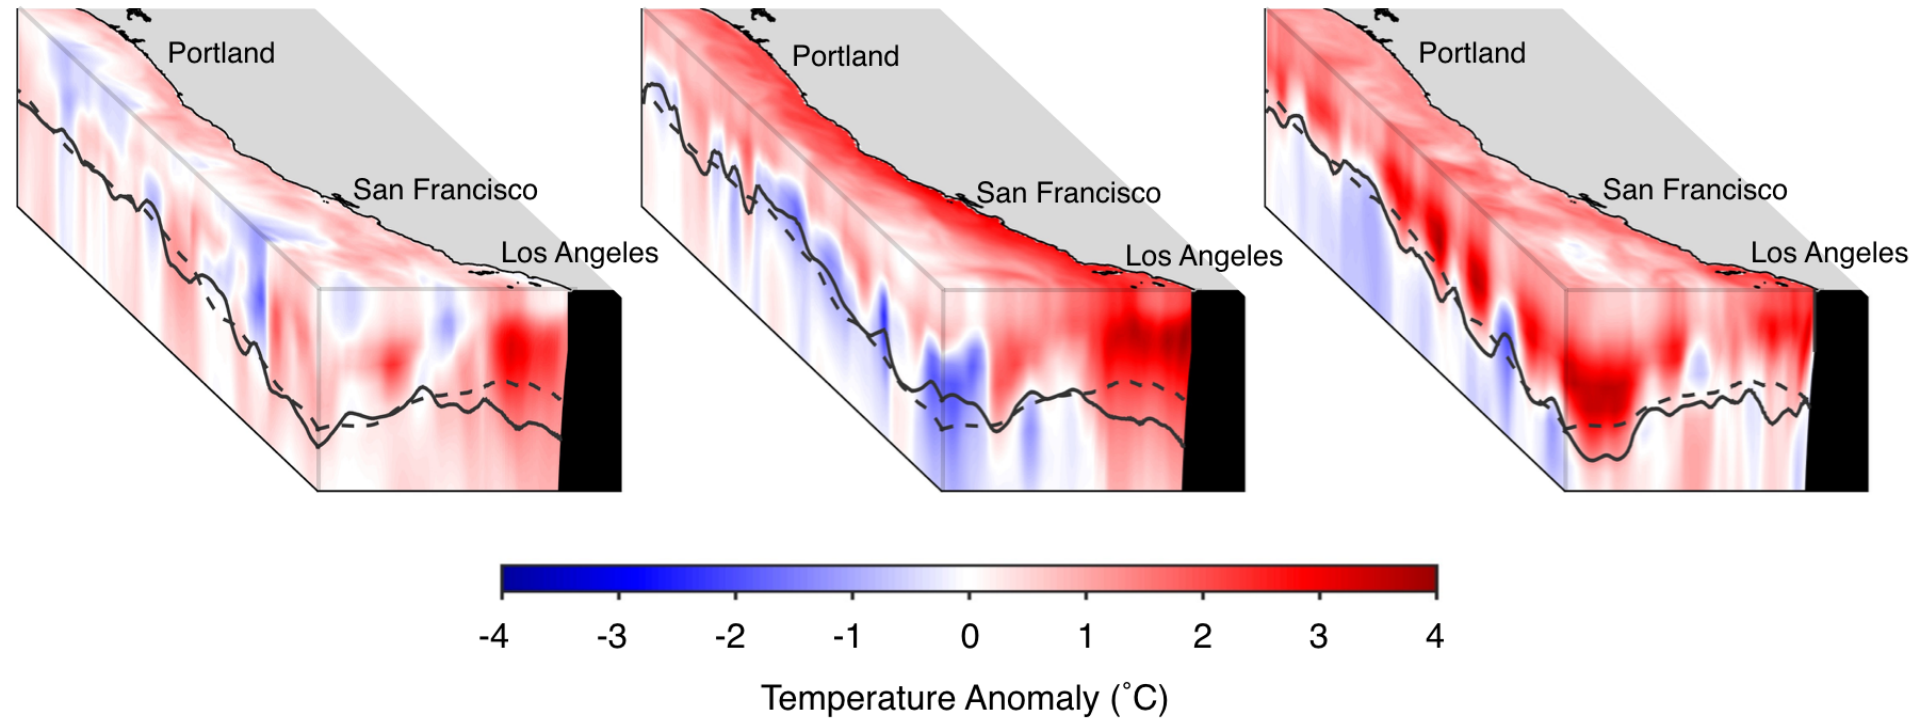 Portland
San Francisco
Los Angeles
Portland
San Francisco
Los Angeles
Portland
San Francisco
Los Angeles
-4 -3 -2 -1 0 1 2 3 4
Temperature Anomaly (˚C)